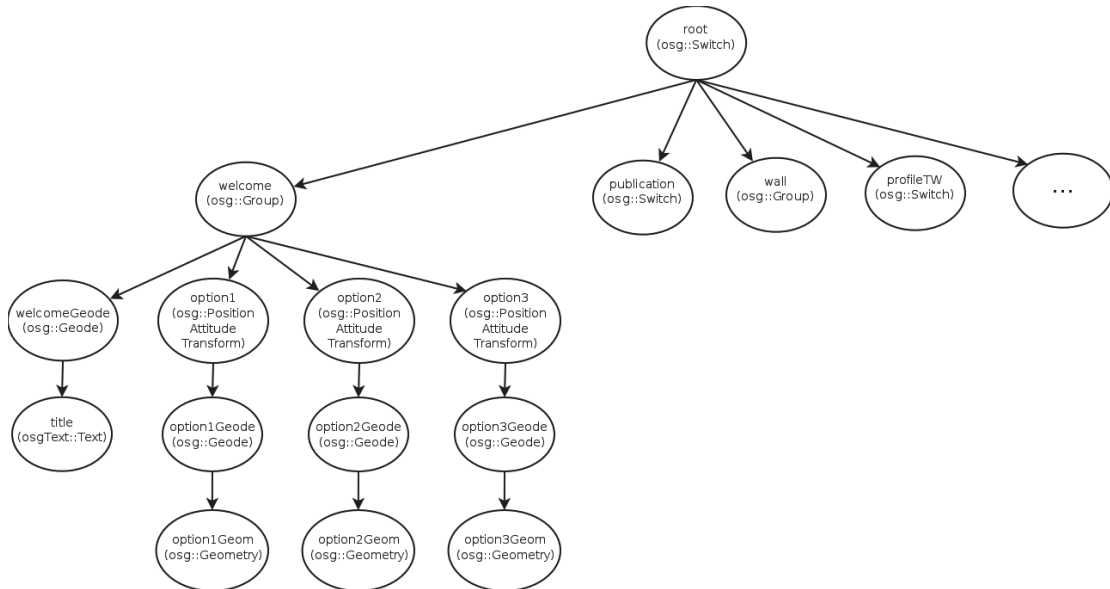 root
(osg::Switch)
welcome
(osg::Group)
publication
(osg::Switch)
wall
(osg::Group)
profileTW
(osg::Switch)
...
welcomeGeode
(osg::Geode)
option1
(osg::Position
Attitude
Transform)
option2
(osg::Position
Attitude
Transform)
option3
(osg::Position
Attitude
Transform)
title
(osgText::Text)
option1Geode
(osg::Geode)
option2Geode
(osg::Geode)
option3Geode
(osg::Geode)
option1Geom
(osg::Geometry)
option2Geom
(osg::Geometry)
option3Geom
(osg::Geometry)